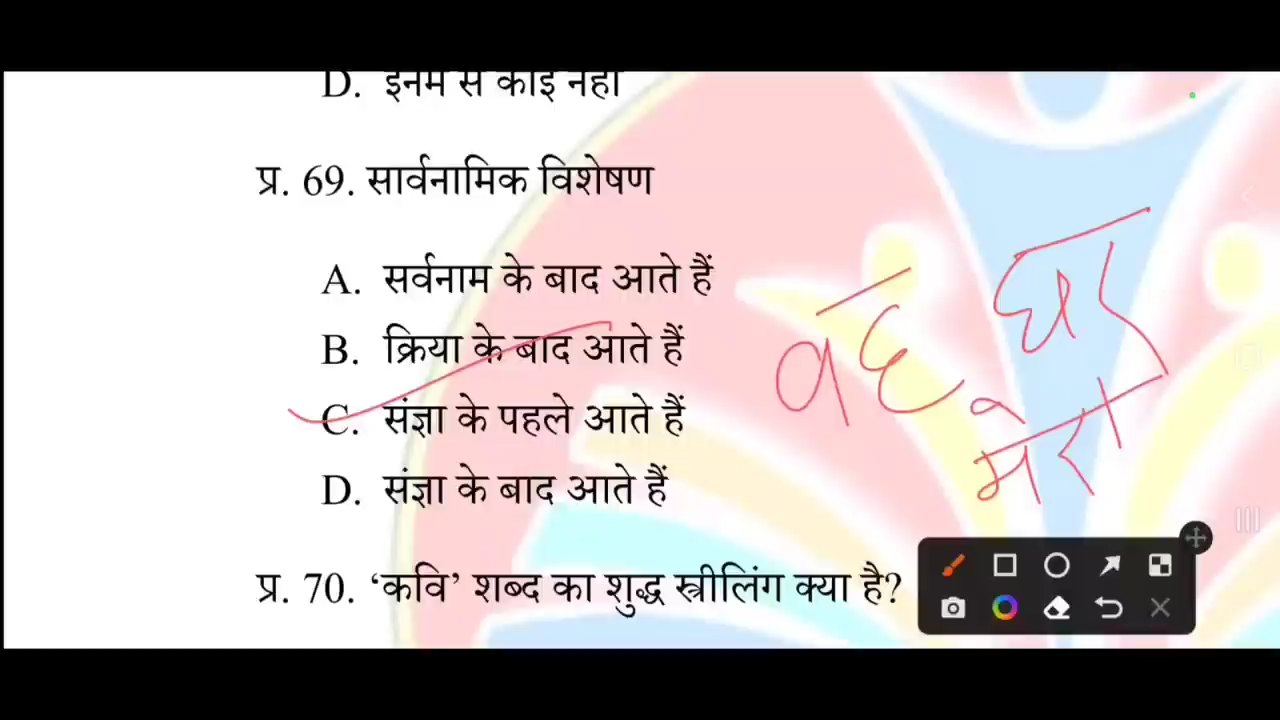 D. इनमें से कोई नहीं
प्र. 69. सार्वनामिक विशेषण
A. सर्वनाम के बाद आते हैं
B. क्रिया के बाद आते हैं
C. संज्ञा के पहले आते हैं
D. संज्ञा के बाद आते हैं
वह घर
मेरा
प्र. 70. ‘कवि’ शब्द का शुद्ध स्त्रीलिंग क्या है?